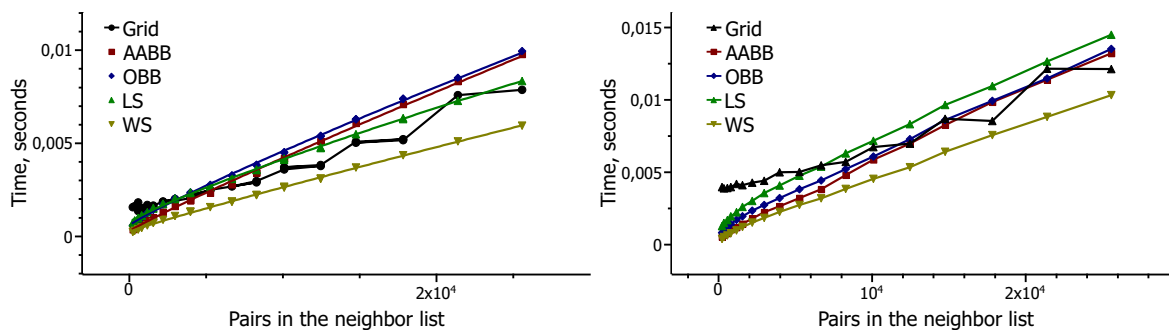 Grid
AABB
OBB
LS
WS
0,01
0,005
0
Time, seconds
0
2x10⁴
Pairs in the neighbor list
Grid
AABB
OBB
LS
WS
0,015
0,01
0,005
0
Time, seconds
0
10⁴
2x10⁴
Pairs in the neighbor list